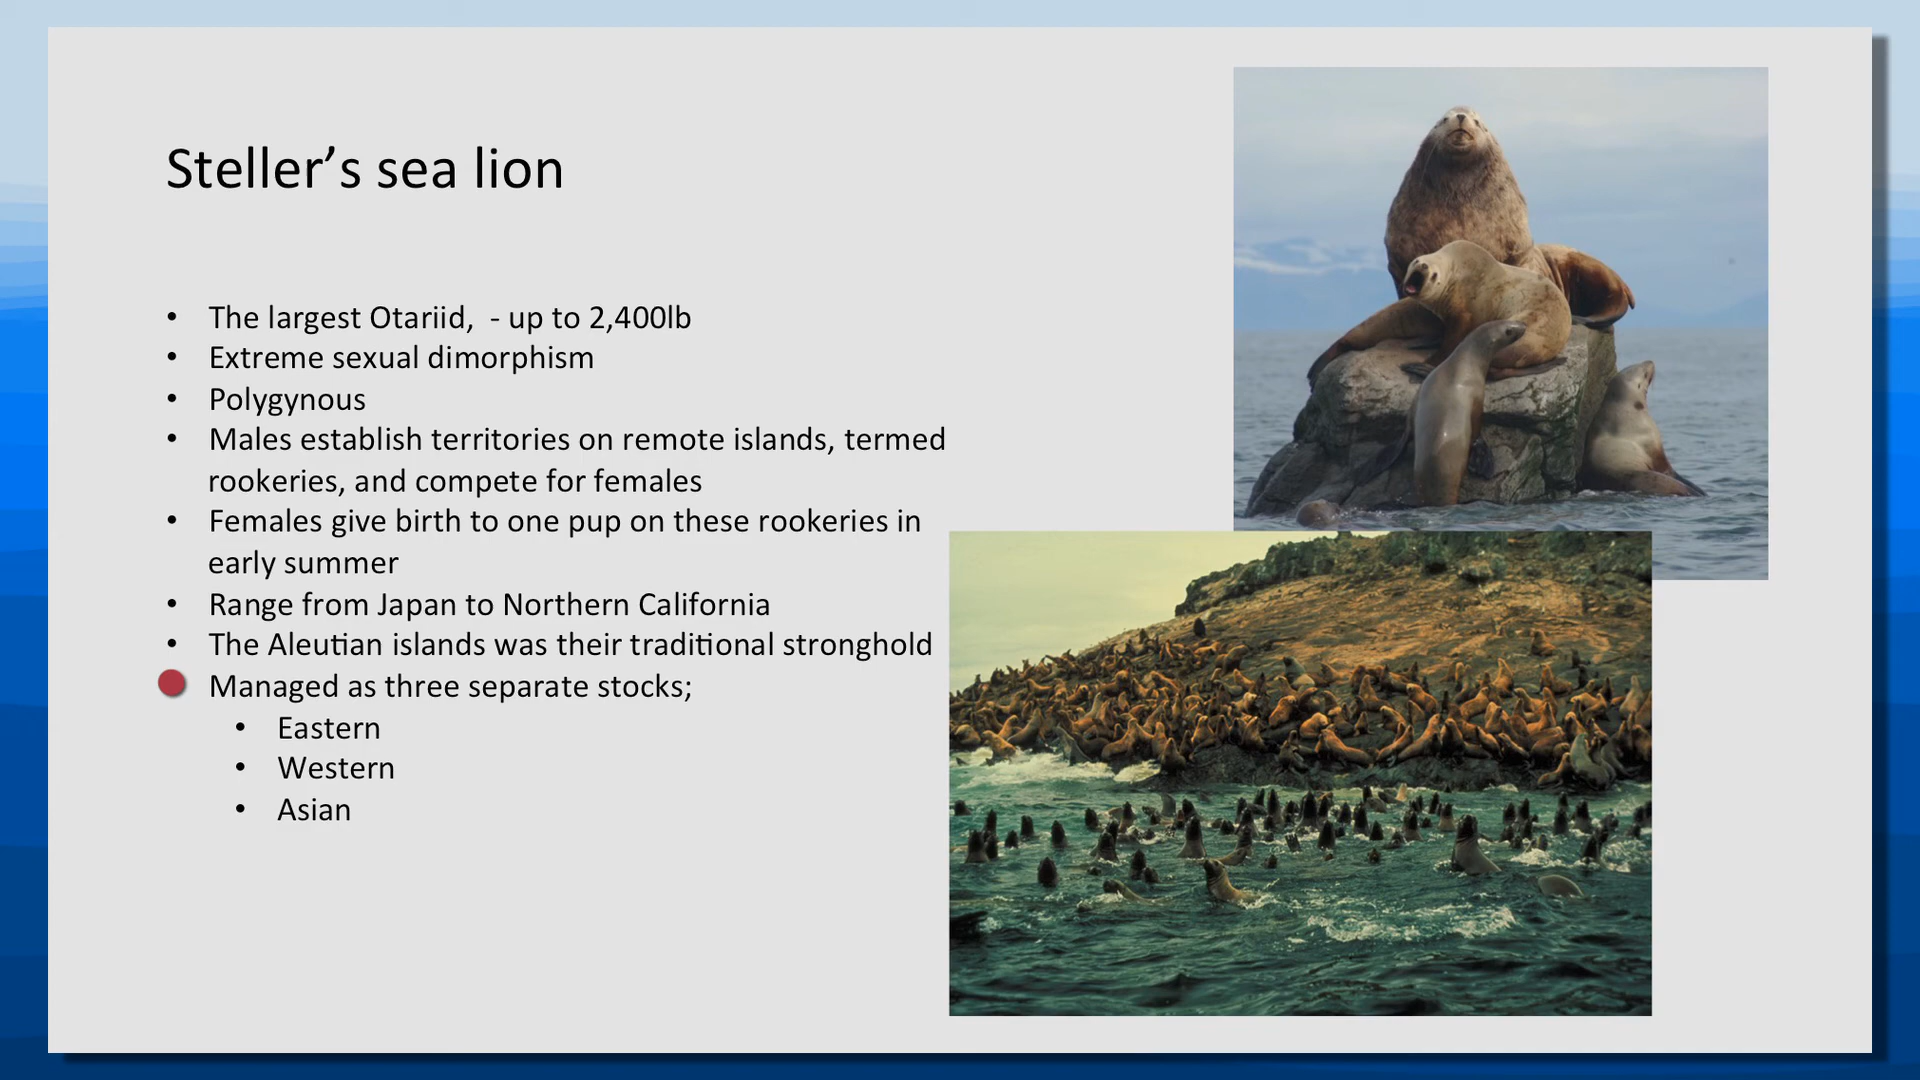 Steller’s sea lion
• The largest Otariid,  - up to 2,400lb
• Extreme sexual dimorphism
• Polygynous
• Males establish territories on remote islands, termed
rookeries, and compete for females
• Females give birth to one pup on these rookeries in
early summer
• Range from Japan to Northern California
• The Aleutian islands was their traditional stronghold
• Managed as three separate stocks;
• Eastern
• Western
• Asian